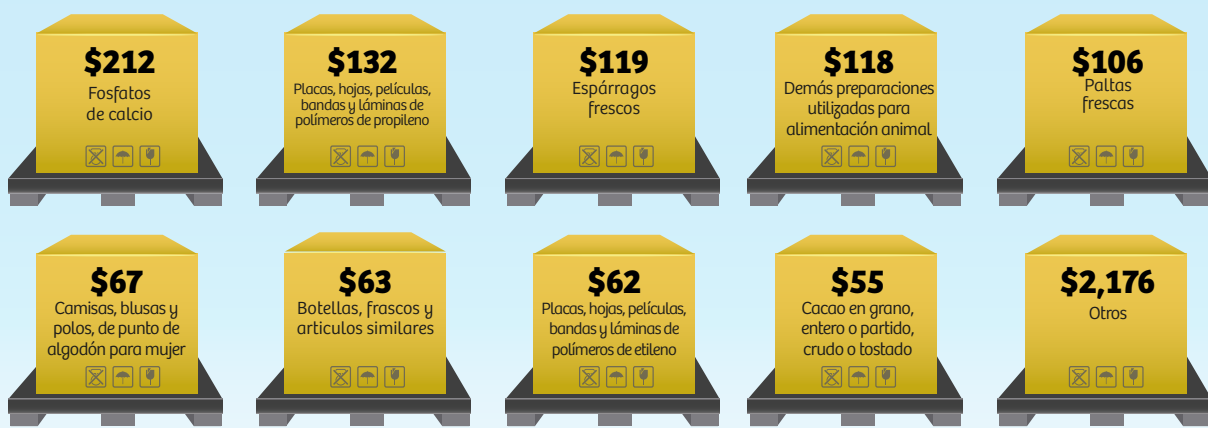 $212
Fosfatos
de calcio
$132
Placas, hojas, películas,
bandas y láminas de
polímeros de propileno
$119
Espárragos
frescos
$118
Demás preparaciones
utilizadas para
alimentación animal
$106
Paltas
frescas
$67
Camisas, blusas y
polos, de punto de
algodón para mujer
$63
Botellas, frascos y
articulos similares
$62
Placas, hojas, películas,
bandas y láminas de
polímeros de etileno
$55
Cacao en grano,
entero o partido,
crudo o tostado
$2,176
Otros